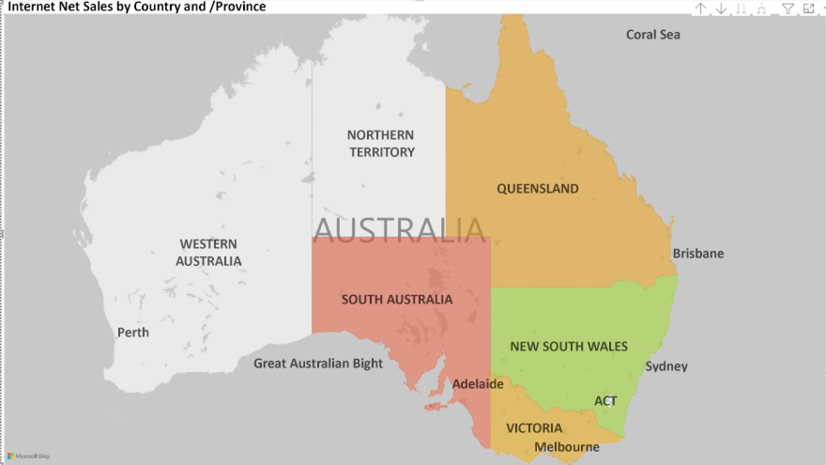 Internet Net Sales by Country and /Province
Coral Sea
NORTHERN
TERRITORY
QUEENSLAND
AUSTRALIA
WESTERN
AUSTRALIA
Brisbane
SOUTH AUSTRALIA
Perth
NEW SOUTH WALES
Great Australian Bight
Sydney
Adelaide
ACT
VICTORIA
Melbourne
Microsoft Bing